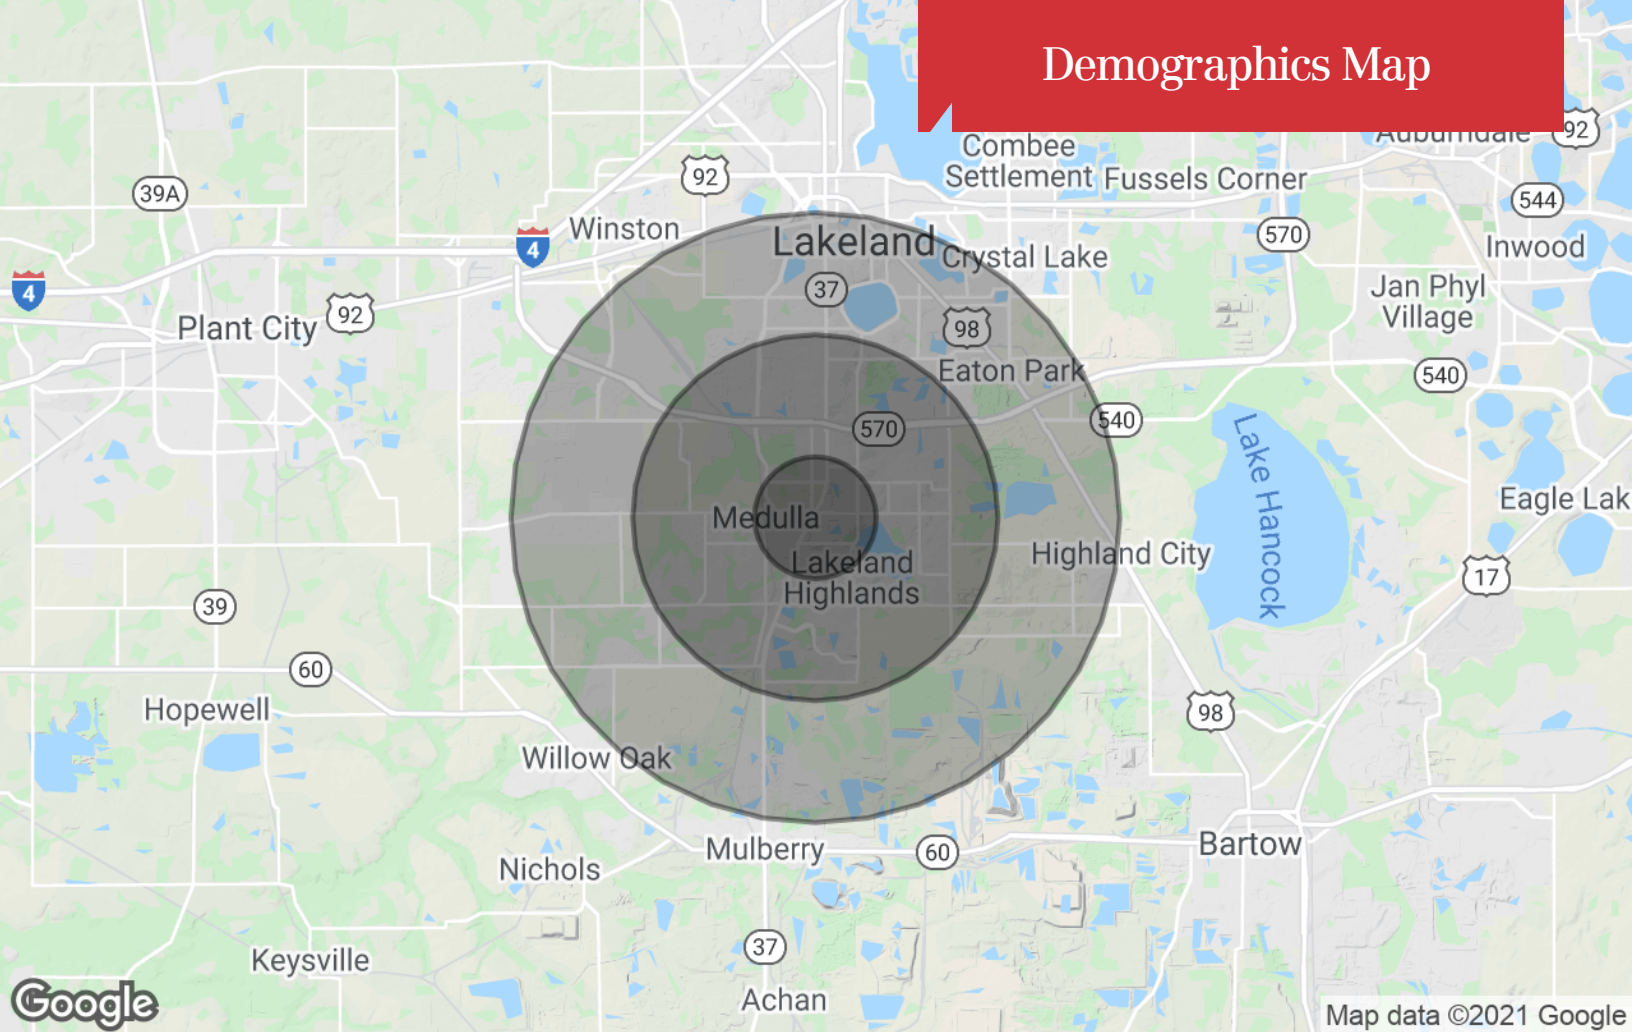 Demographics Map
Auburndale
92
Combee
Settlement
Fussels Corner
92
39A
544
Winston
570
Lakeland
Crystal Lake
Inwood
4
4
37
Jan Phyl
Village
92
Plant City
98
Eaton Park
540
540
570
Lake Hancock
Eagle Lak
Medulla
Highland City
Lakeland
Highlands
17
39
60
Hopewell
98
Willow Oak
Mulberry
60
Bartow
Nichols
37
Keysville
Achan
Google
Map data ©2021 Google